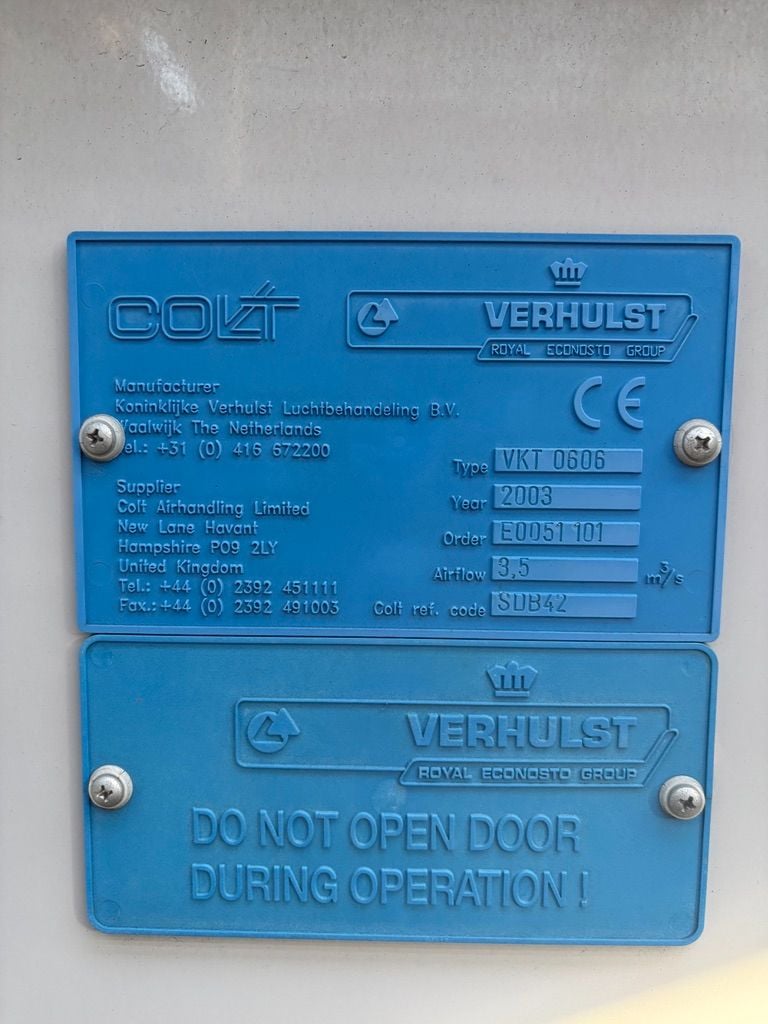 COLT
VERHULST
ROYAL ECONOSTO GROUP
CE
Manufacturer
Koninklijke Verhulst Luchtbehandeling B.V.
Waalwijk The Netherlands
Tel.: +31 (0) 416 672200
Supplier
Colt Airhandling Limited
New Lane Havant
Hampshire PO9 2LY
United Kingdom
Tel.: +44 (0) 2392 451111
Fax.: +44 (0) 2392 491003
Type VKT 0606
Year 2003
Order E0051 101
Airflow 3,5 m³/s
Colt ref. code SDB42
VERHULST
ROYAL ECONOSTO GROUP
DO NOT OPEN DOOR
DURING OPERATION !